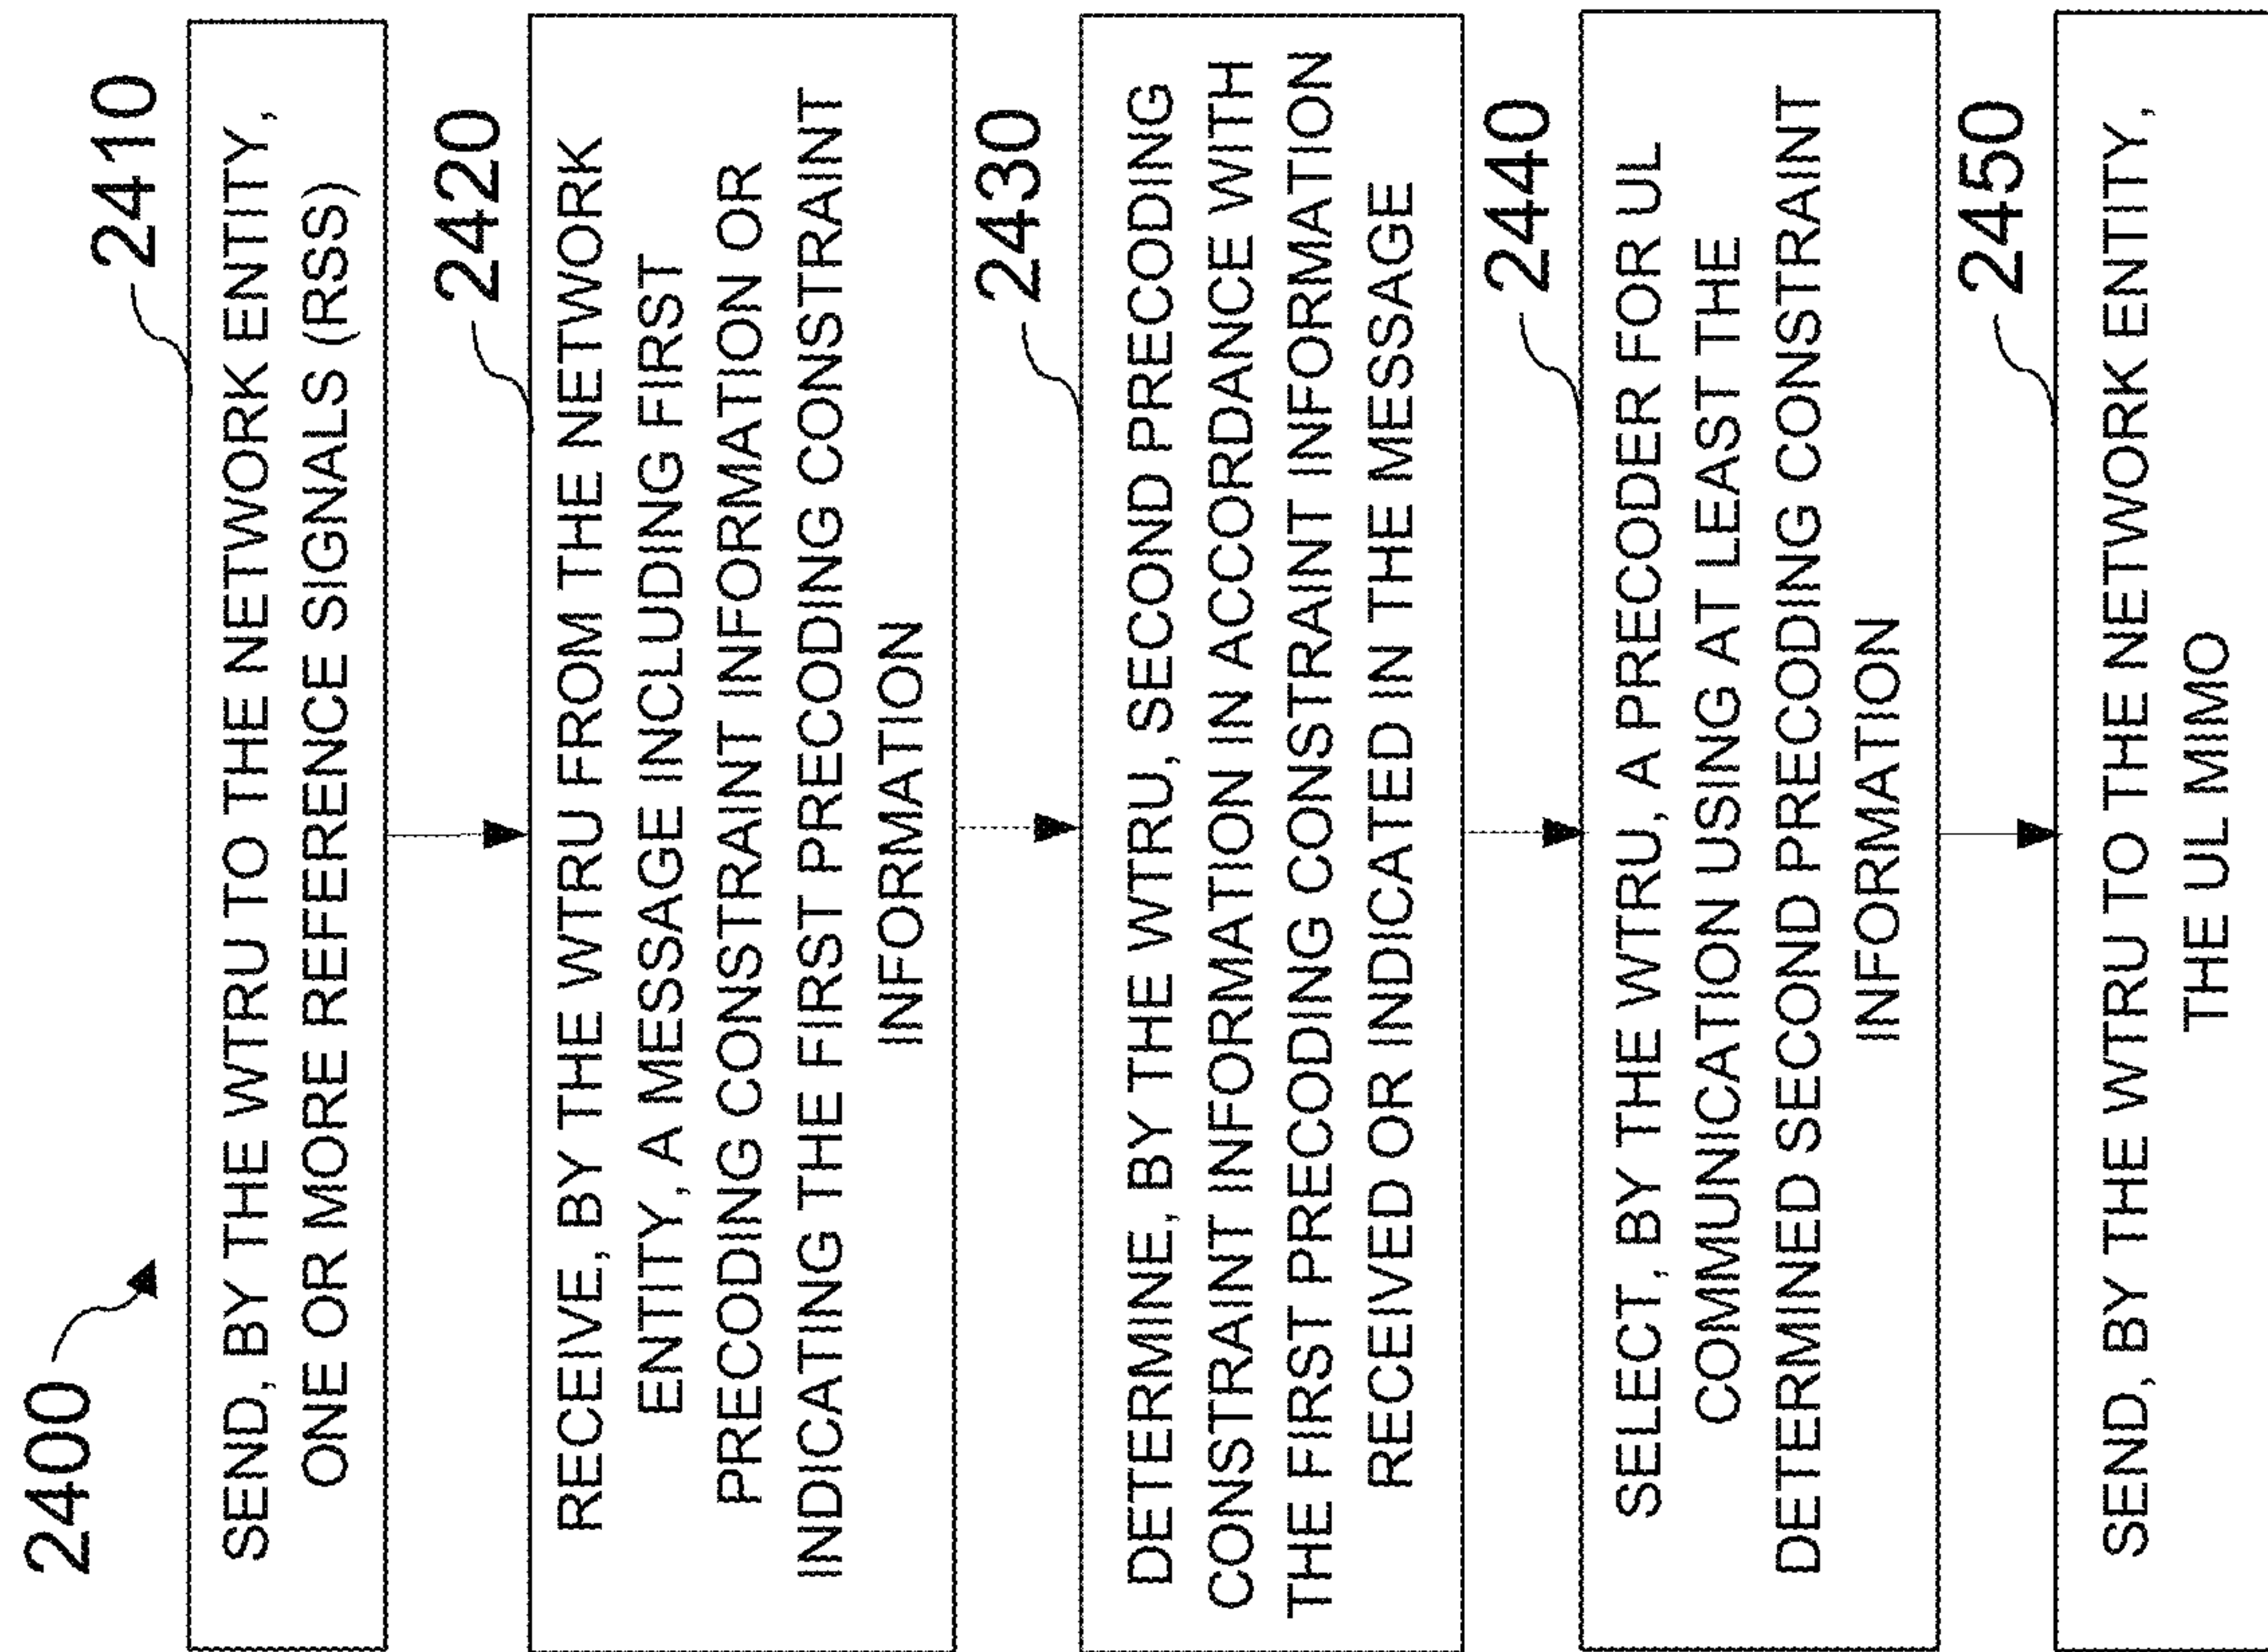 2400
2410
SEND, BY THE WTRU TO THE NETWORK ENTITY,
ONE OR MORE REFERENCE SIGNALS (RSS)
2420
RECEIVE, BY THE WTRU FROM THE NETWORK
ENTITY, A MESSAGE INCLUDING FIRST
PRECODING CONSTRAINT INFORMATION OR
INDICATING THE FIRST PRECODING CONSTRAINT
INFORMATION
2430
DETERMINE, BY THE WTRU, SECOND PRECODING
CONSTRAINT INFORMATION IN ACCORDANCE WITH
THE FIRST PRECODING CONSTRAINT INFORMATION
RECEIVED OR INDICATED IN THE MESSAGE
2440
SELECT, BY THE WTRU, A PRECODER FOR UL
COMMUNICATION USING AT LEAST THE
DETERMINED SECOND PRECODING CONSTRAINT
INFORMATION
2450
SEND, BY THE WTRU TO THE NETWORK ENTITY,
THE UL MIMO